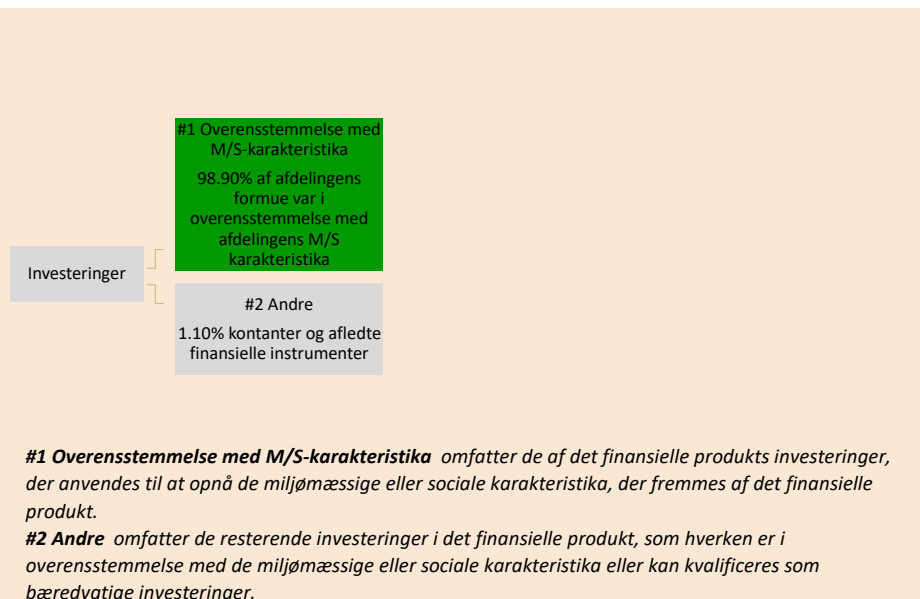 #1 Overensstemmelse med
M/S-karakteristika
98.90% af afdelingens
formue var i
overensstemmelse med
afdelingens M/S
karakteristika
Investeringer
#2 Andre
1.10% kontanter og afledte
finansielle instrumenter
#1 Overensstemmelse med M/S-karakteristika omfatter de af det finansielle produkts investeringer,
der anvendes til at opnå de miljømæssige eller sociale karakteristika, der fremmes af det finansielle
produkt.
#2 Andre omfatter de resterende investeringer i det finansielle produkt, som hverken er i
overensstemmelse med de miljømæssige eller sociale karakteristika eller kan kvalificeres som
bæredygtige investeringer.